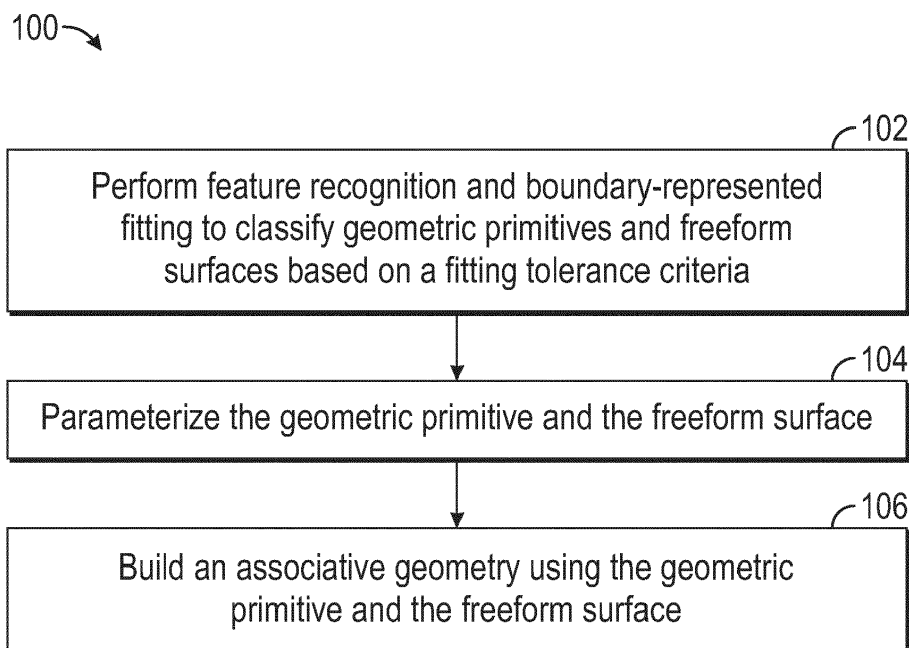 100
102
Perform feature recognition and boundary-represented
fitting to classify geometric primitives and freeform
surfaces based on a fitting tolerance criteria
104
Parameterize the geometric primitive and the freeform surface
106
Build an associative geometry using the geometric
primitive and the freeform surface